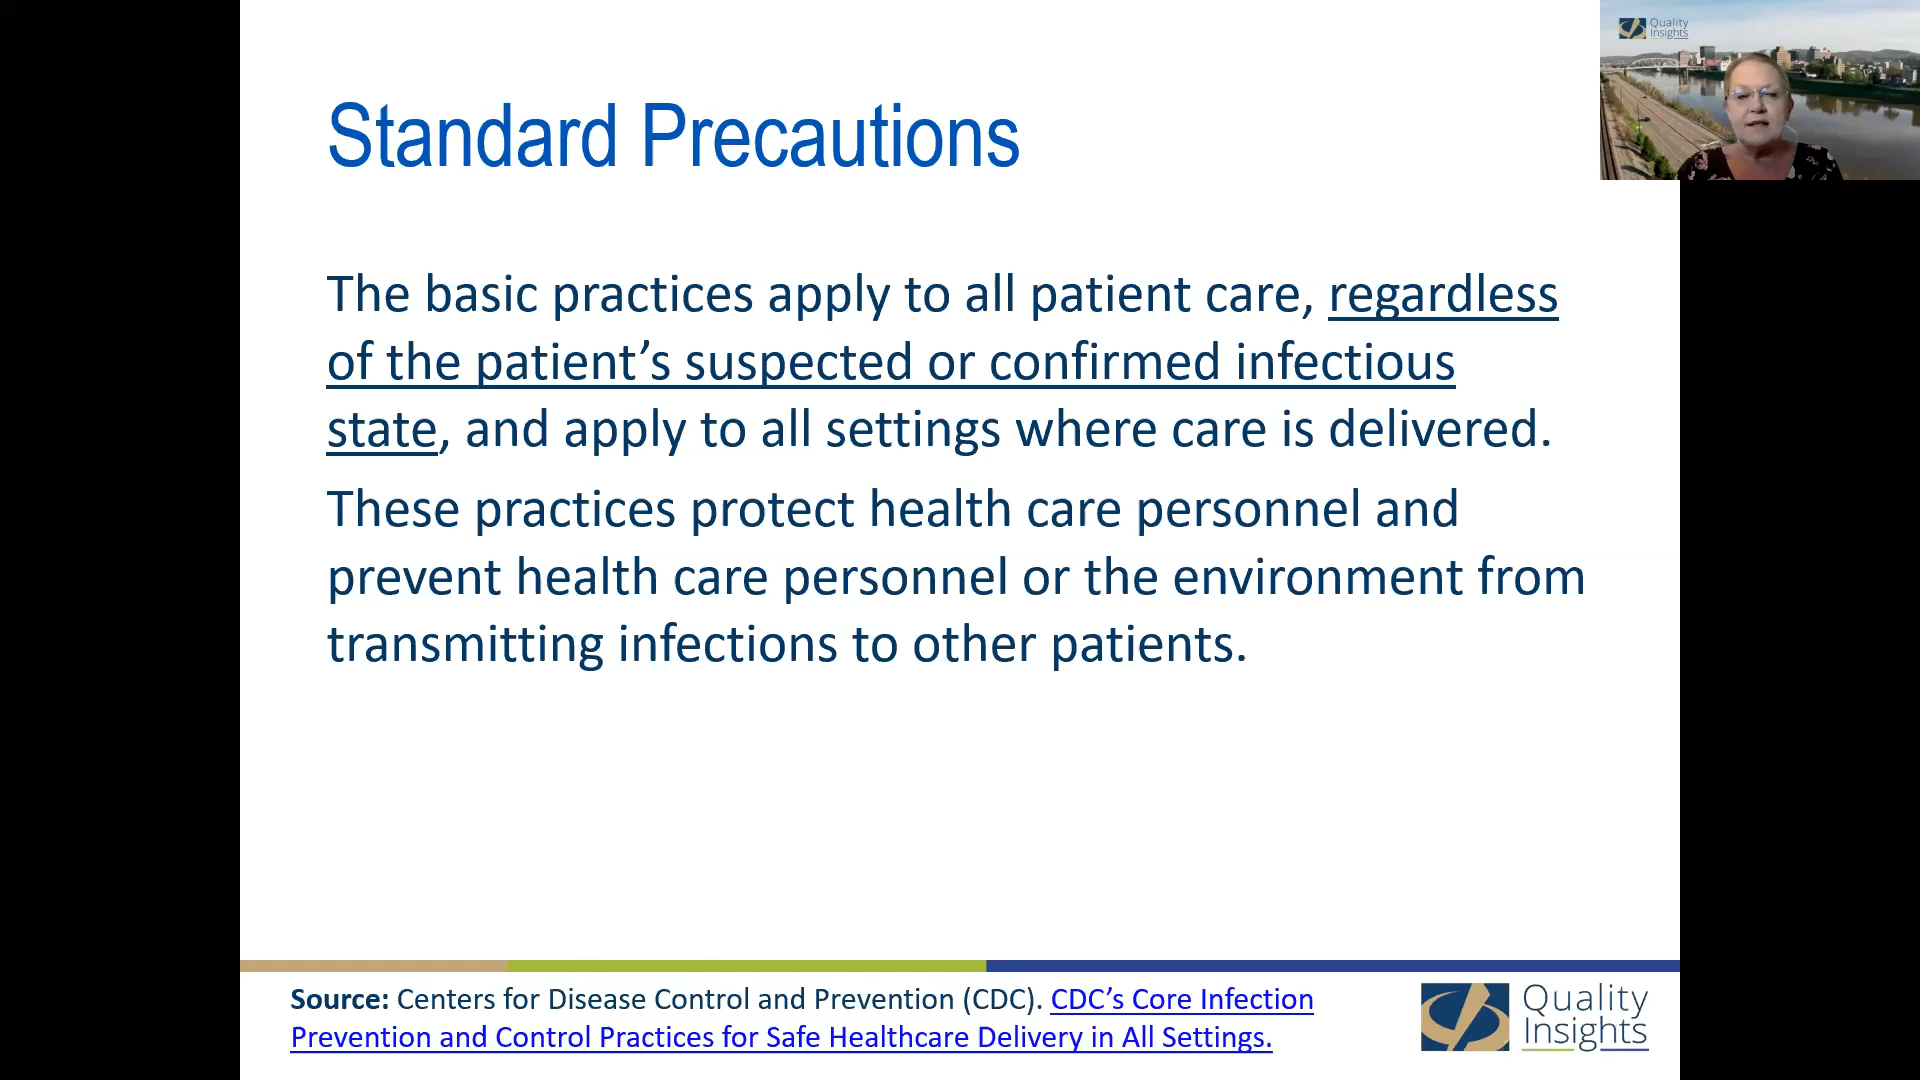 Quality
Insights
Standard Precautions
The basic practices apply to all patient care, regardless
of the patient’s suspected or confirmed infectious
state, and apply to all settings where care is delivered.
These practices protect health care personnel and
prevent health care personnel or the environment from
transmitting infections to other patients.
Source: Centers for Disease Control and Prevention (CDC). CDC’s Core Infection
Prevention and Control Practices for Safe Healthcare Delivery in All Settings.
Quality
Insights